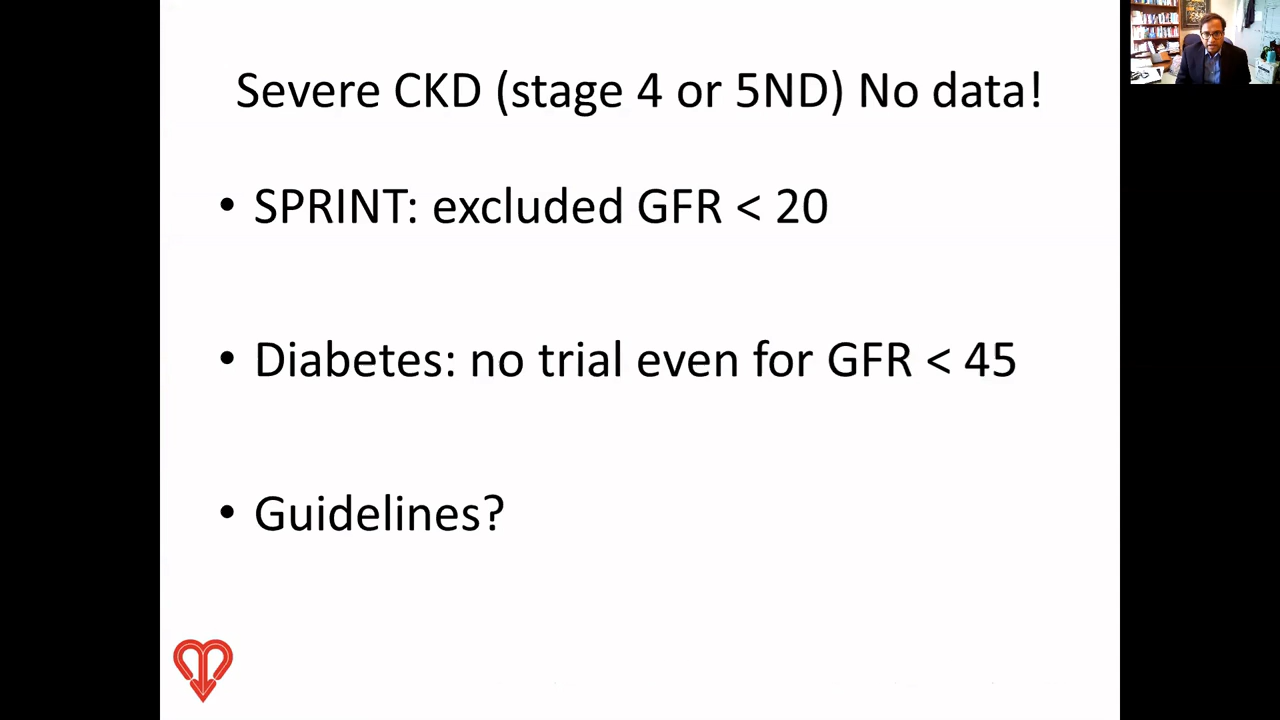 Severe CKD (stage 4 or 5ND) No data!
• SPRINT: excluded GFR < 20
• Diabetes: no trial even for GFR < 45
• Guidelines?